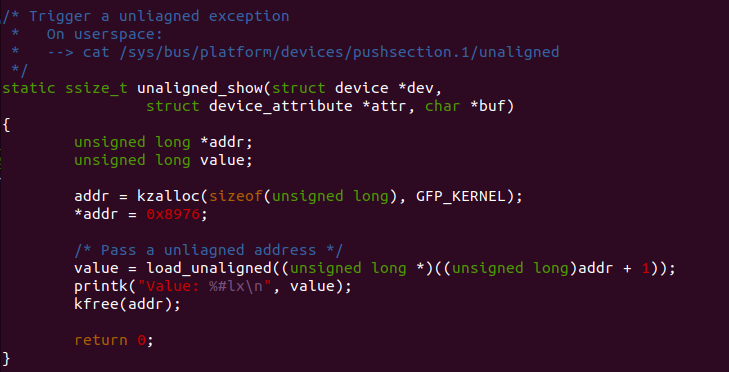 /* Trigger a unliagned exception
 *   On userspace:
 *   --> cat /sys/bus/platform/devices/pushsection.1/unaligned
 */
static ssize_t unaligned_show(struct device *dev,
                struct device_attribute *attr, char *buf)
{
        unsigned long *addr;
        unsigned long value;

        addr = kzalloc(sizeof(unsigned long), GFP_KERNEL);
        *addr = 0x8976;

        /* Pass a unliagned address */
        value = load_unaligned((unsigned long *)((unsigned long)addr + 1));
        printk("Value: %#lx\n", value);
        kfree(addr);

        return 0;
}